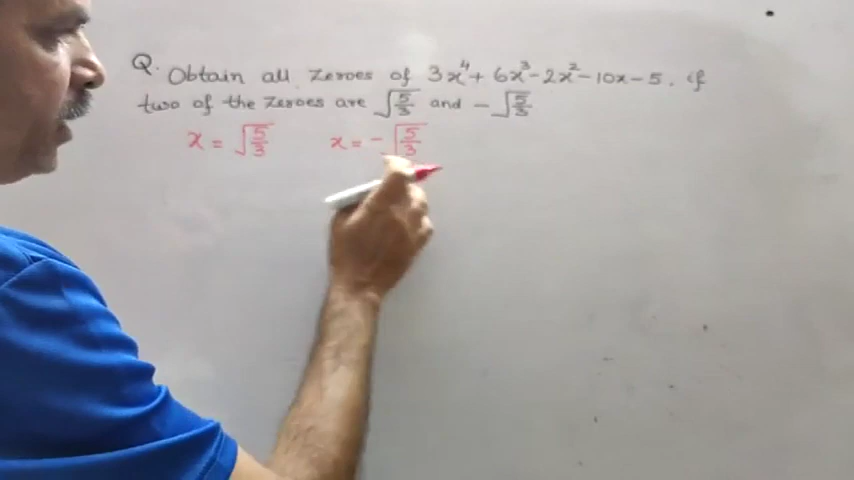 Q. Obtain all zeroes of 3x⁴+ 6x³-2x²-10x-5. if
two of the zeroes are √5/3 and -√5/3
x = √5/3 x = -√5/3